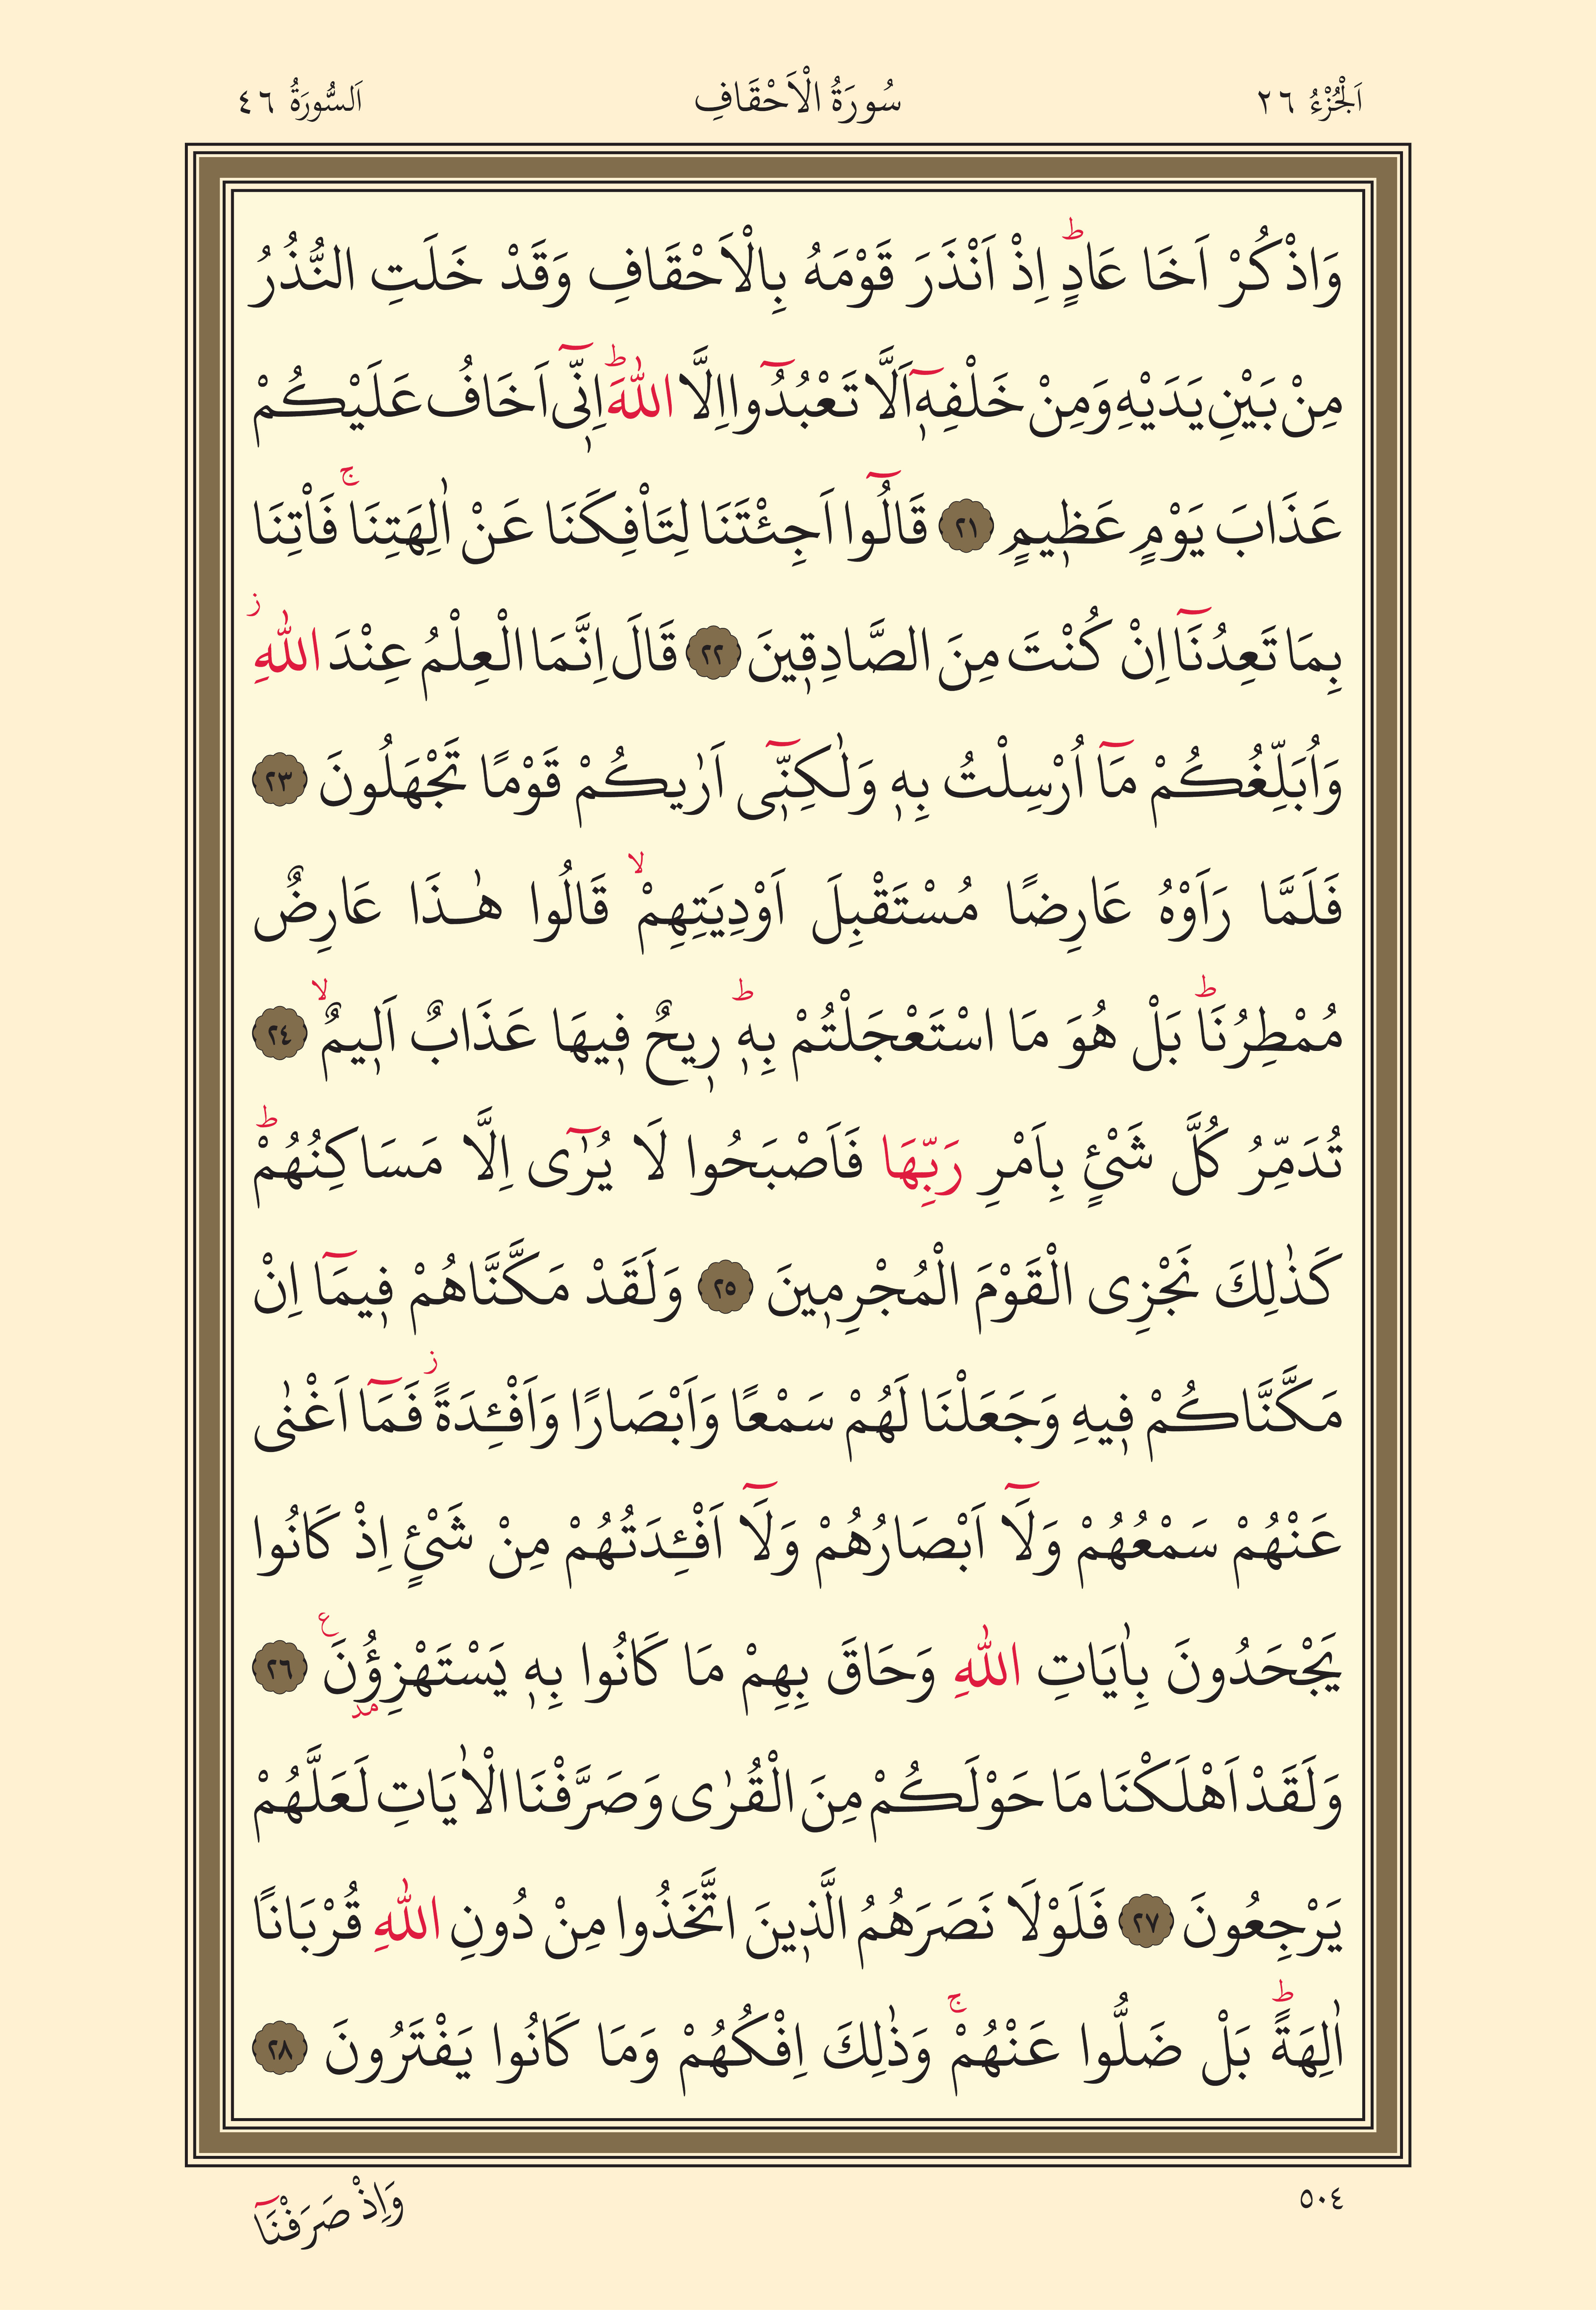 اَلْجُزْءُ ٢٦
سُورَةُ الْاَحْقَافِ
اَلسُّورَةُ ٤٦
وَاذْكُرْ اَخَا عَادٍۜ اِذْ اَنْذَرَ قَوْمَهُ بِالْاَحْقَافِ وَقَدْ خَلَتِ النُّذُرُ
مِنْ بَيْنِ يَدَيْهِ وَمِنْ خَلْفِه۪ٓ اَلَّا تَعْبُدُٓوا اِلَّا اللّٰهَۜ اِنّ۪ٓي اَخَافُ عَلَيْكُمْ
عَذَابَ يَوْمٍ عَظ۪يمٍ ﴿٢١﴾ قَالُٓوا اَجِئْتَنَا لِتَاْفِكَنَا عَنْ اٰلِهَتِنَاۚ فَاْتِنَا
بِمَا تَعِدُنَٓا اِنْ كُنْتَ مِنَ الصَّادِق۪ينَ ﴿٢٢﴾ قَالَ اِنَّمَا الْعِلْمُ عِنْدَ اللّٰهِۘ
وَاُبَلِّغُكُمْ مَٓا اُرْسِلْتُ بِه۪ وَلٰكِنّ۪ٓي اَرٰيكُمْ قَوْمًا تَجْهَلُونَ ﴿٢٣﴾
فَلَمَّا رَاَوْهُ عَارِضًا مُسْتَقْبِلَ اَوْدِيَتِهِمْۙ قَالُوا هٰذَا عَارِضٌ
مُمْطِرُنَاۜ بَلْ هُوَ مَا اسْتَعْجَلْتُمْ بِه۪ۜ ر۪يحٌ ف۪يهَا عَذَابٌ اَل۪يمٌۙ ﴿٢٤﴾
تُدَمِّرُ كُلَّ شَيْءٍ بِاَمْرِ رَبِّهَا فَاَصْبَحُوا لَا يُرٰٓى اِلَّا مَسَاكِنُهُمْۜ
كَذٰلِكَ نَجْزِي الْقَوْمَ الْمُجْرِم۪ينَ ﴿٢٥﴾ وَلَقَدْ مَكَّنَّاهُمْ ف۪يمَٓا اِنْ
مَكَّنَّاكُمْ ف۪يهِ وَجَعَلْنَا لَهُمْ سَمْعًا وَاَبْصَارًا وَاَفْـِٔدَةًۘ فَمَٓا اَغْنٰى
عَنْهُمْ سَمْعُهُمْ وَلَٓا اَبْصَارُهُمْ وَلَٓا اَفْـِٔدَتُهُمْ مِنْ شَيْءٍ اِذْ كَانُوا
يَجْحَدُونَ بِاٰيَاتِ اللّٰهِ وَحَاقَ بِهِمْ مَا كَانُوا بِه۪ يَسْتَهْزِؤُ۫نَ۟ ﴿٢٦﴾
وَلَقَدْ اَهْلَكْنَا مَا حَوْلَكُمْ مِنَ الْقُرٰى وَصَرَّفْنَا الْاٰيَاتِ لَعَلَّهُمْ
يَرْجِعُونَ ﴿٢٧﴾ فَلَوْلَا نَصَرَهُمُ الَّذ۪ينَ اتَّخَذُوا مِنْ دُونِ اللّٰهِ قُرْبَانًا
اٰلِهَةًۜ بَلْ ضَلُّوا عَنْهُمْۚ وَذٰلِكَ اِفْكُهُمْ وَمَا كَانُوا يَفْتَرُونَ ﴿٢٨﴾
٥٠٤
وَاِذْ صَرَفْنَٓا